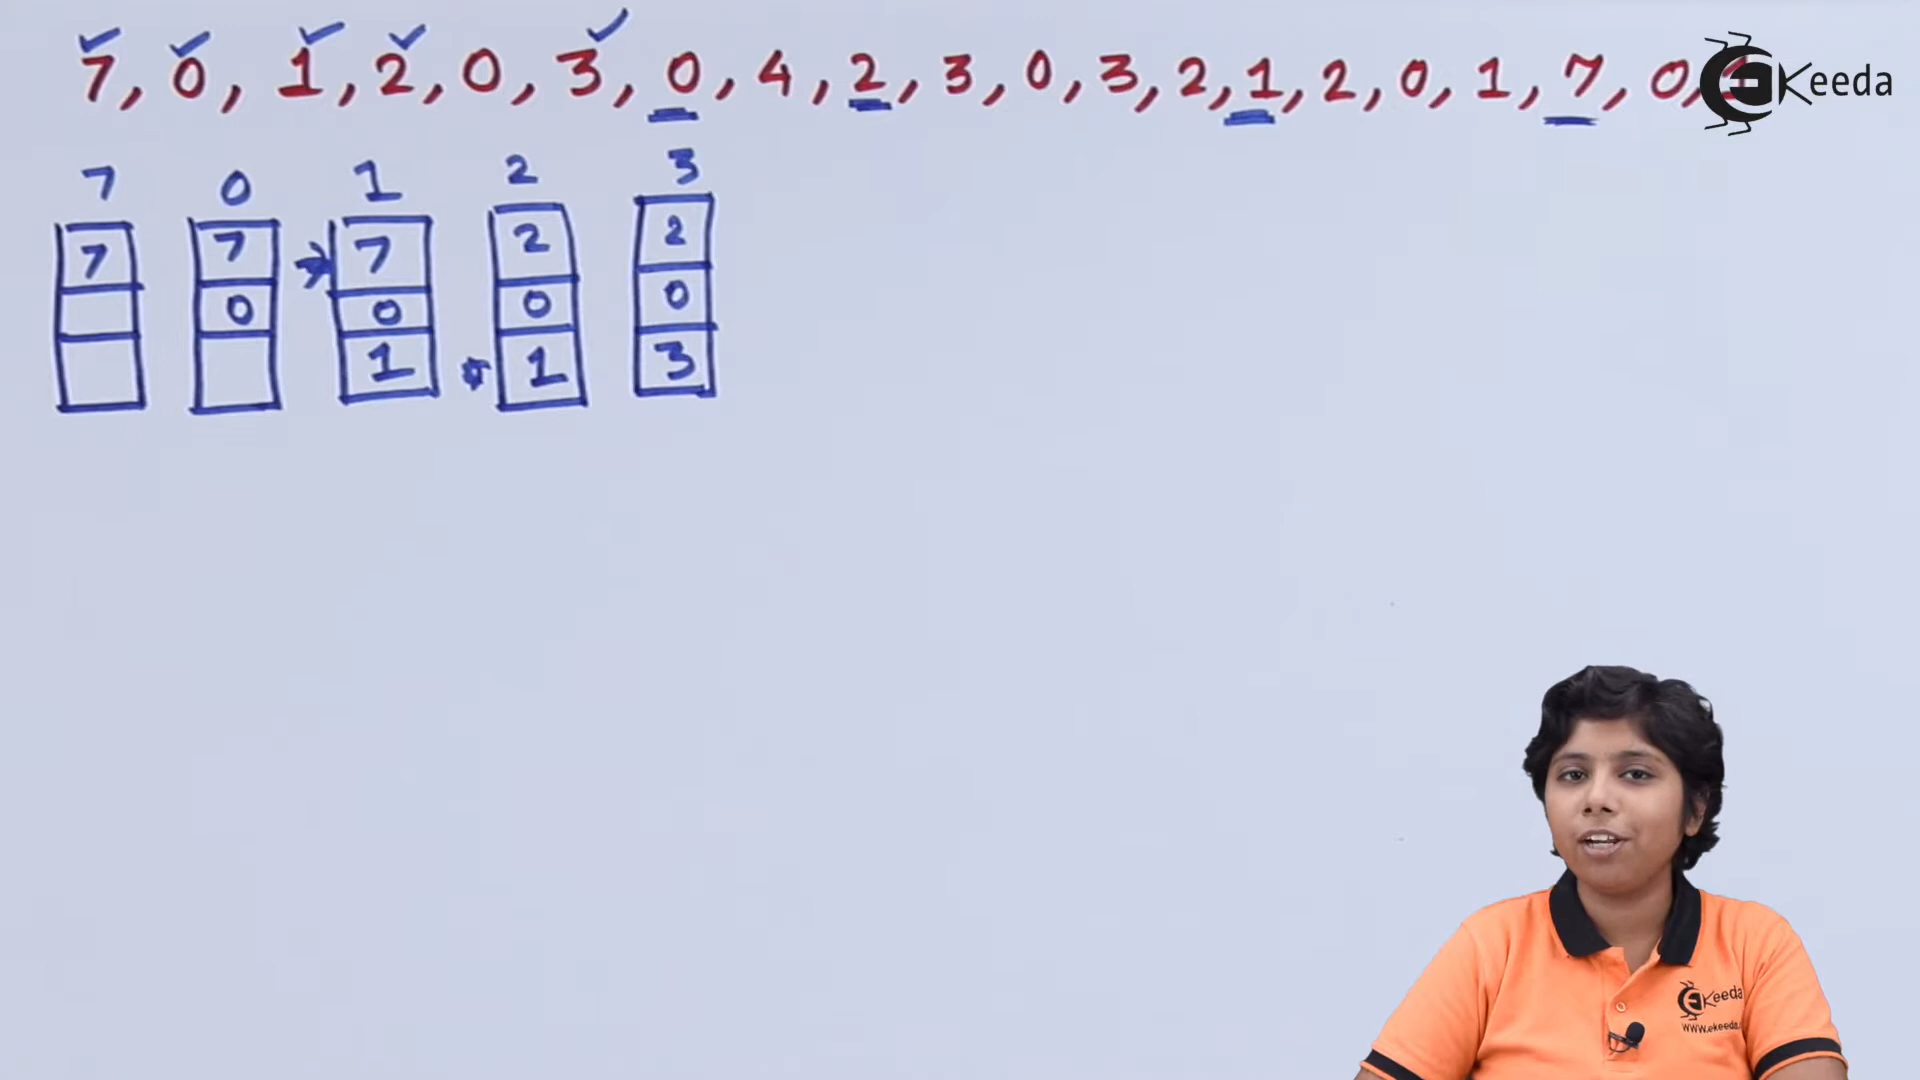 7, 0, 1, 2, 0, 3, 0, 4, 2, 3, 0, 3, 2, 1, 2, 0, 1, 7, 0,
eKeeda
7 0 1 2 3
7 7 7 2 2
0 0 0 0
1 1 3
eKeeda
www.ekeeda.